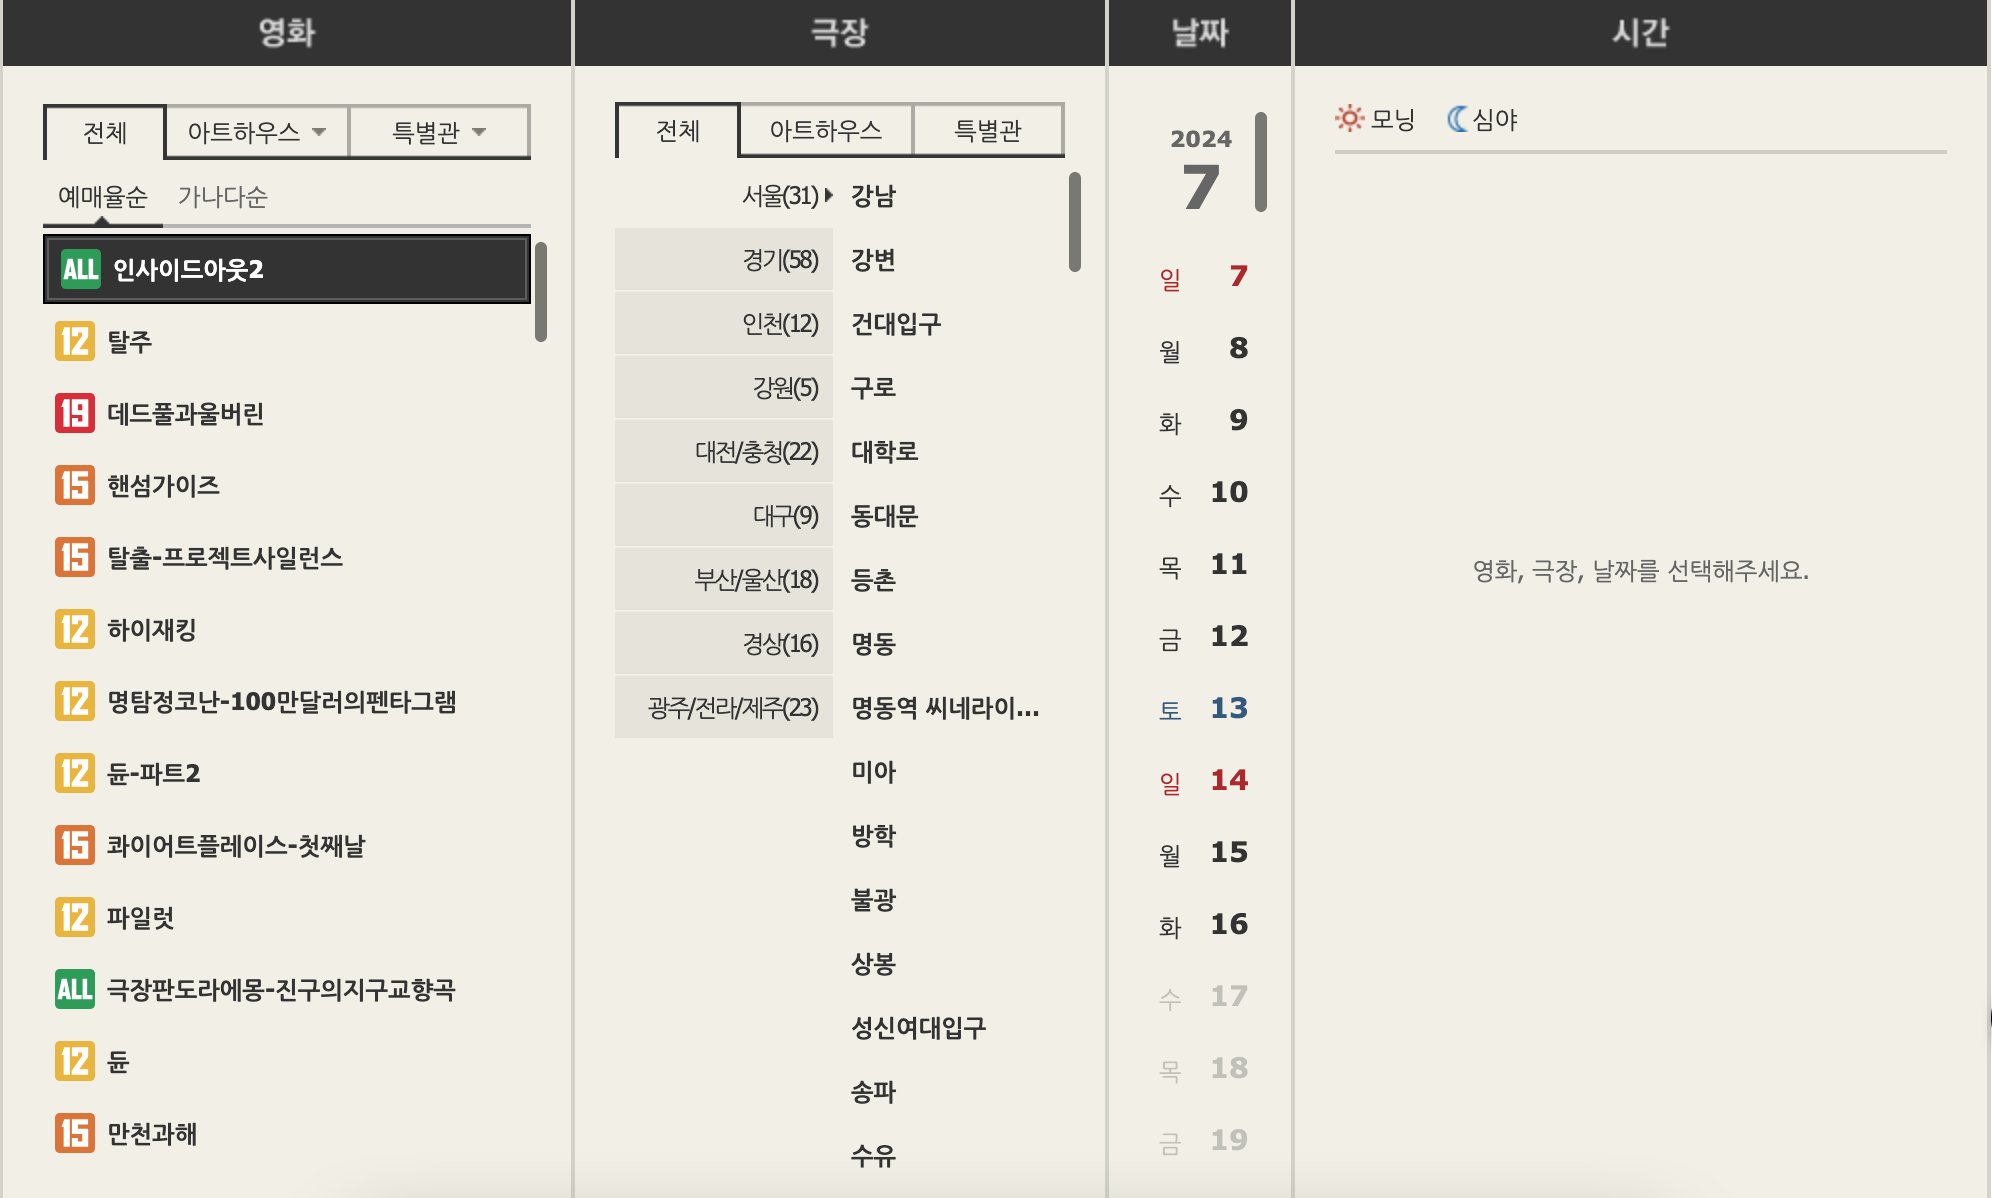 영화
전체
아트하우스
특별관
예매율순
가나다순
ALL 인사이드아웃2
12 탈주
19 데드풀과울버린
15 핸섬가이즈
15 탈출-프로젝트사일런스
12 하이재킹
12 명탐정코난-100만달러의펜타그램
12 듄-파트2
15 콰이어트플레이스-첫째날
12 파일럿
ALL 극장판도라에몽-진구의지구교향곡
12 듄
15 만천과해
극장
전체
아트하우스
특별관
서울(31)
경기(58)
인천(12)
강원(5)
대전/충청(22)
대구(9)
부산/울산(18)
경상(16)
광주/전라/제주(23)
강남
강변
건대입구
구로
대학로
동대문
등촌
명동
명동역 씨네라이...
미아
방학
불광
상봉
성신여대입구
송파
수유
날짜
2024
7
일 7
월 8
화 9
수 10
목 11
금 12
토 13
일 14
월 15
화 16
수 17
목 18
금 19
시간
모닝
심야
영화, 극장, 날짜를 선택해주세요.